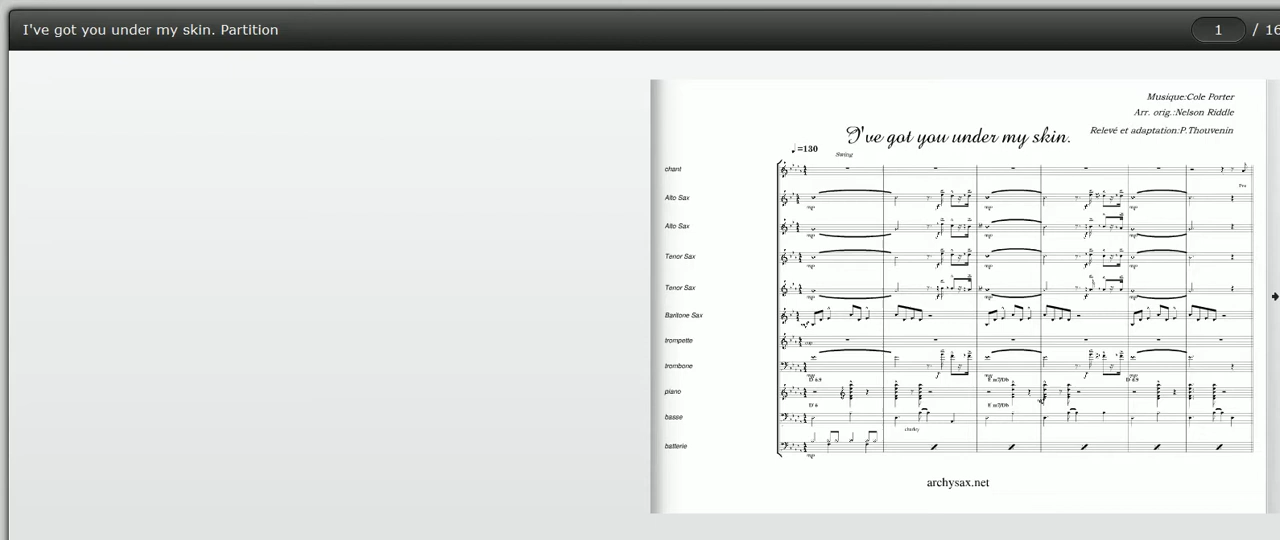 I've got you under my skin. Partition
1 / 16
Musique:Cole Porter
Arr. orig.:Nelson Riddle
I've got you under my skin.
Relevé et adaptation:P.Thouvenin
=130
Swing
chant
Alto Sax
Alto Sax
Tenor Sax
Tenor Sax
Baritone Sax
trompette
trombone
piano
basse
batterie
archysax.net